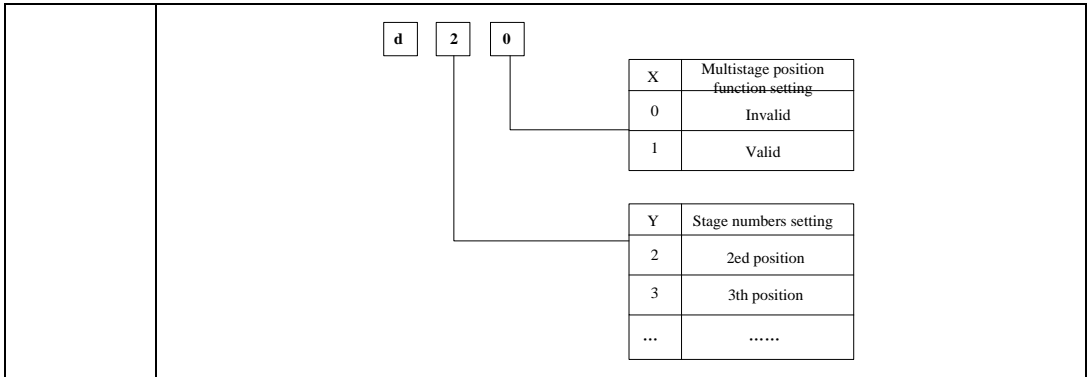 d 2 0
X Multistage position
function setting
0 Invalid
1 Valid
Y Stage numbers setting
2 2ed position
3 3th position
... ......